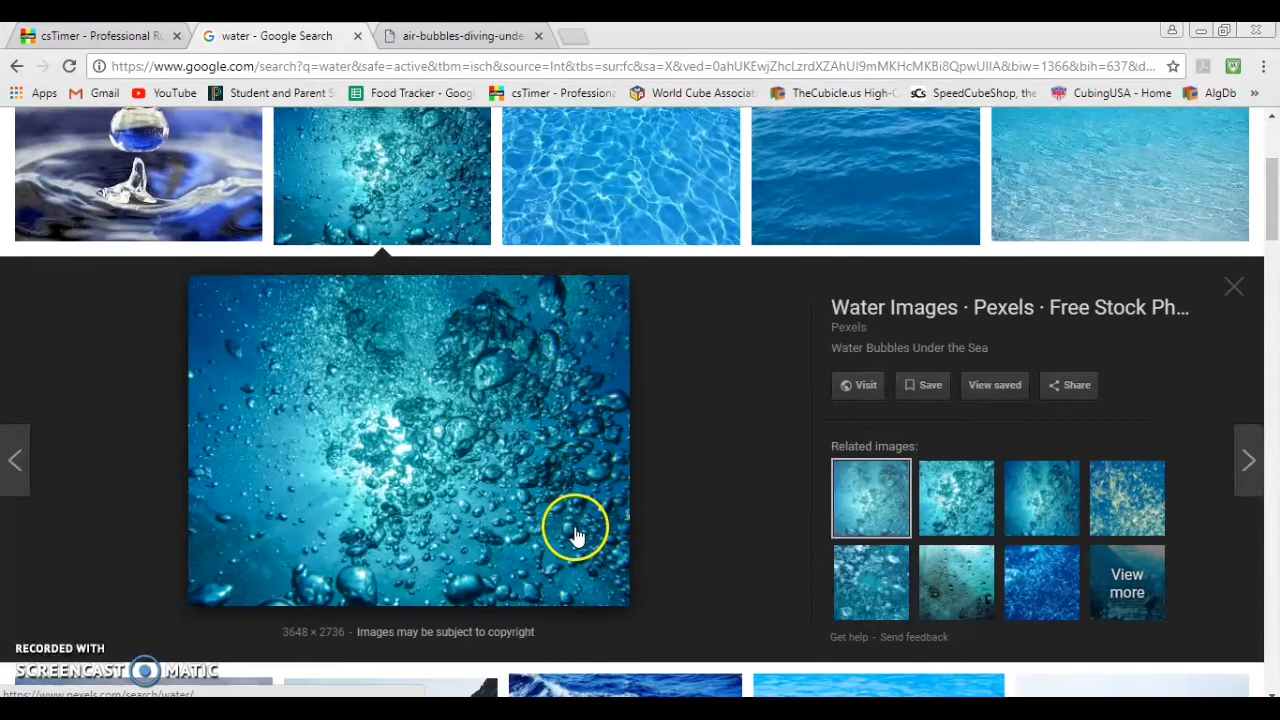 csTimer - Professional Ru
water - Google Search
air-bubbles-diving-unde
https://www.google.com/search?q=water&safe=active&tbm=isch&source=lnt&tbs=sur:fc&sa=X&ved=0ahUKEwjZhcLzrdXZAhUI9mMKHcMKBi8QpwUIIA&biw=1366&bih=637&d...
Apps
Gmail
YouTube
Student and Parent S
Food Tracker - Goog
csTimer - Profession
World Cube Associat
TheCubicle.us High-C
SpeedCubeShop, the
CubingUSA - Home
AlgDb
»
Water Images · Pexels · Free Stock Ph...
Pexels
Water Bubbles Under the Sea
Visit
Save
View saved
Share
Related images:
View
more
3648 × 2736 - Images may be subject to copyright
Get help - Send feedback
RECORDED WITH
SCREENCAST MATIC
https://www.pexels.com/search/water/